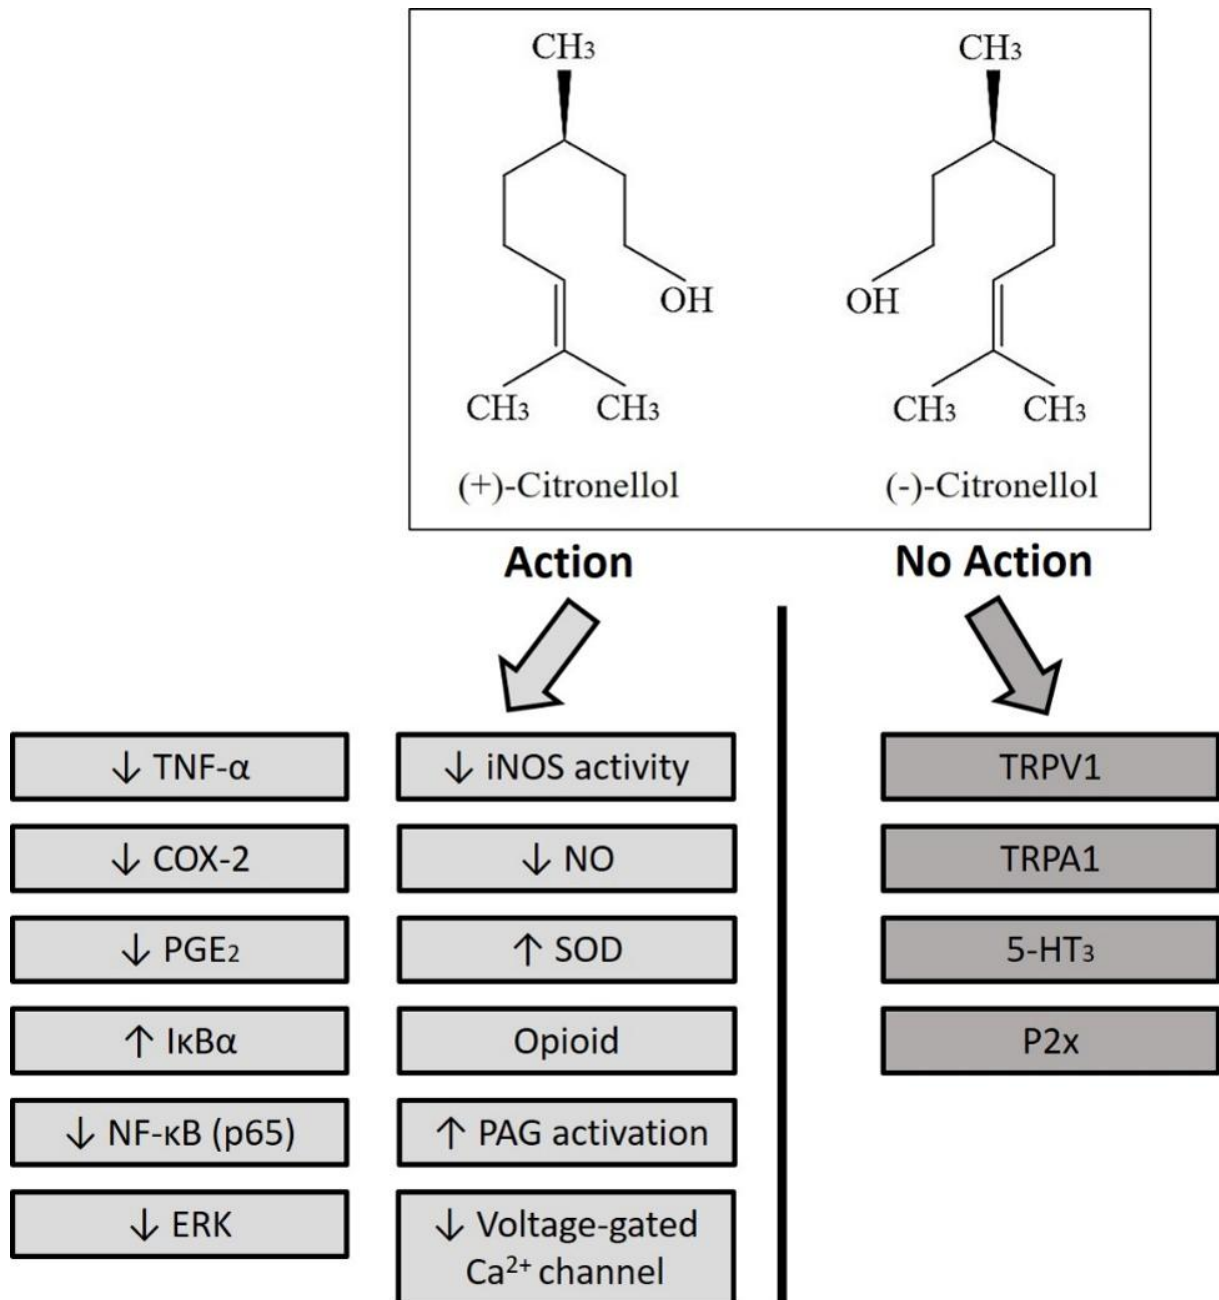 CH₃ CH₃
OH OH
CH₃ CH₃ CH₃ CH₃
(+)-Citronellol (-)-Citronellol
Action No Action
↓ TNF-α
↓ COX-2
↓ PGE₂
↑ IκBα
↓ NF-κB (p65)
↓ ERK
↓ iNOS activity
↓ NO
↑ SOD
Opioid
↑ PAG activation
↓ Voltage-gated
Ca²⁺ channel
TRPV1
TRPA1
5-HT₃
P2x